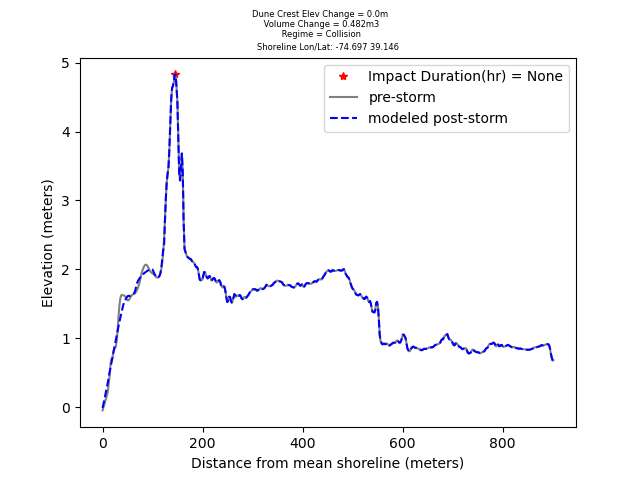 Dune Crest Elev Change = 0.0m
Volume Change = 0.482m3
Regime = Collision
Shoreline Lon/Lat: -74.697 39.146
Impact Duration(hr) = None
pre-storm
modeled post-storm
Elevation (meters)
5
4
3
2
1
0
0 200 400 600 800
Distance from mean shoreline (meters)